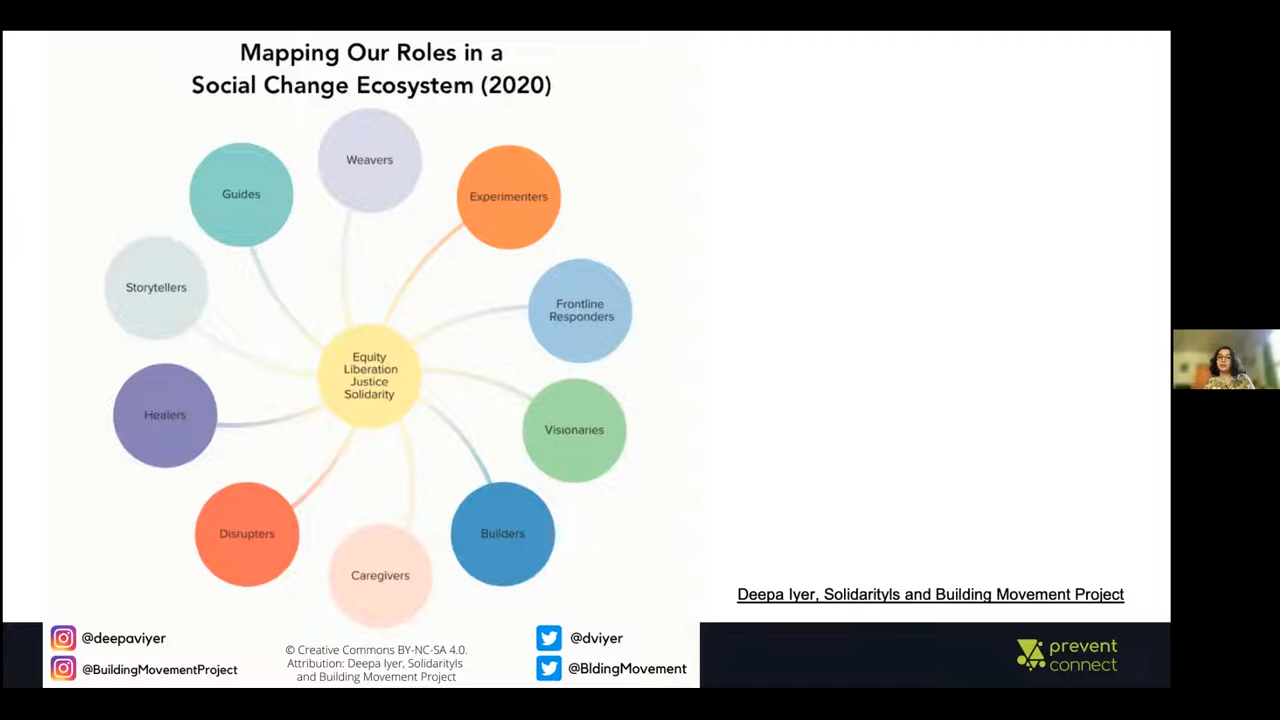 Mapping Our Roles in a
Social Change Ecosystem (2020)
Weavers
Guides
Experimenters
Storytellers
Frontline
Responders
Equity
Liberation
Justice
Solidarity
Healers
Visionaries
Disrupters
Builders
Caregivers
Deepa Iyer, SolidarityIs and Building Movement Project
@deepaviyer
@BuildingMovementProject
© Creative Commons BY-NC-SA 4.0.
Attribution: Deepa Iyer, SolidarityIs
and Building Movement Project
@dviyer
@BldingMovement
prevent
connect